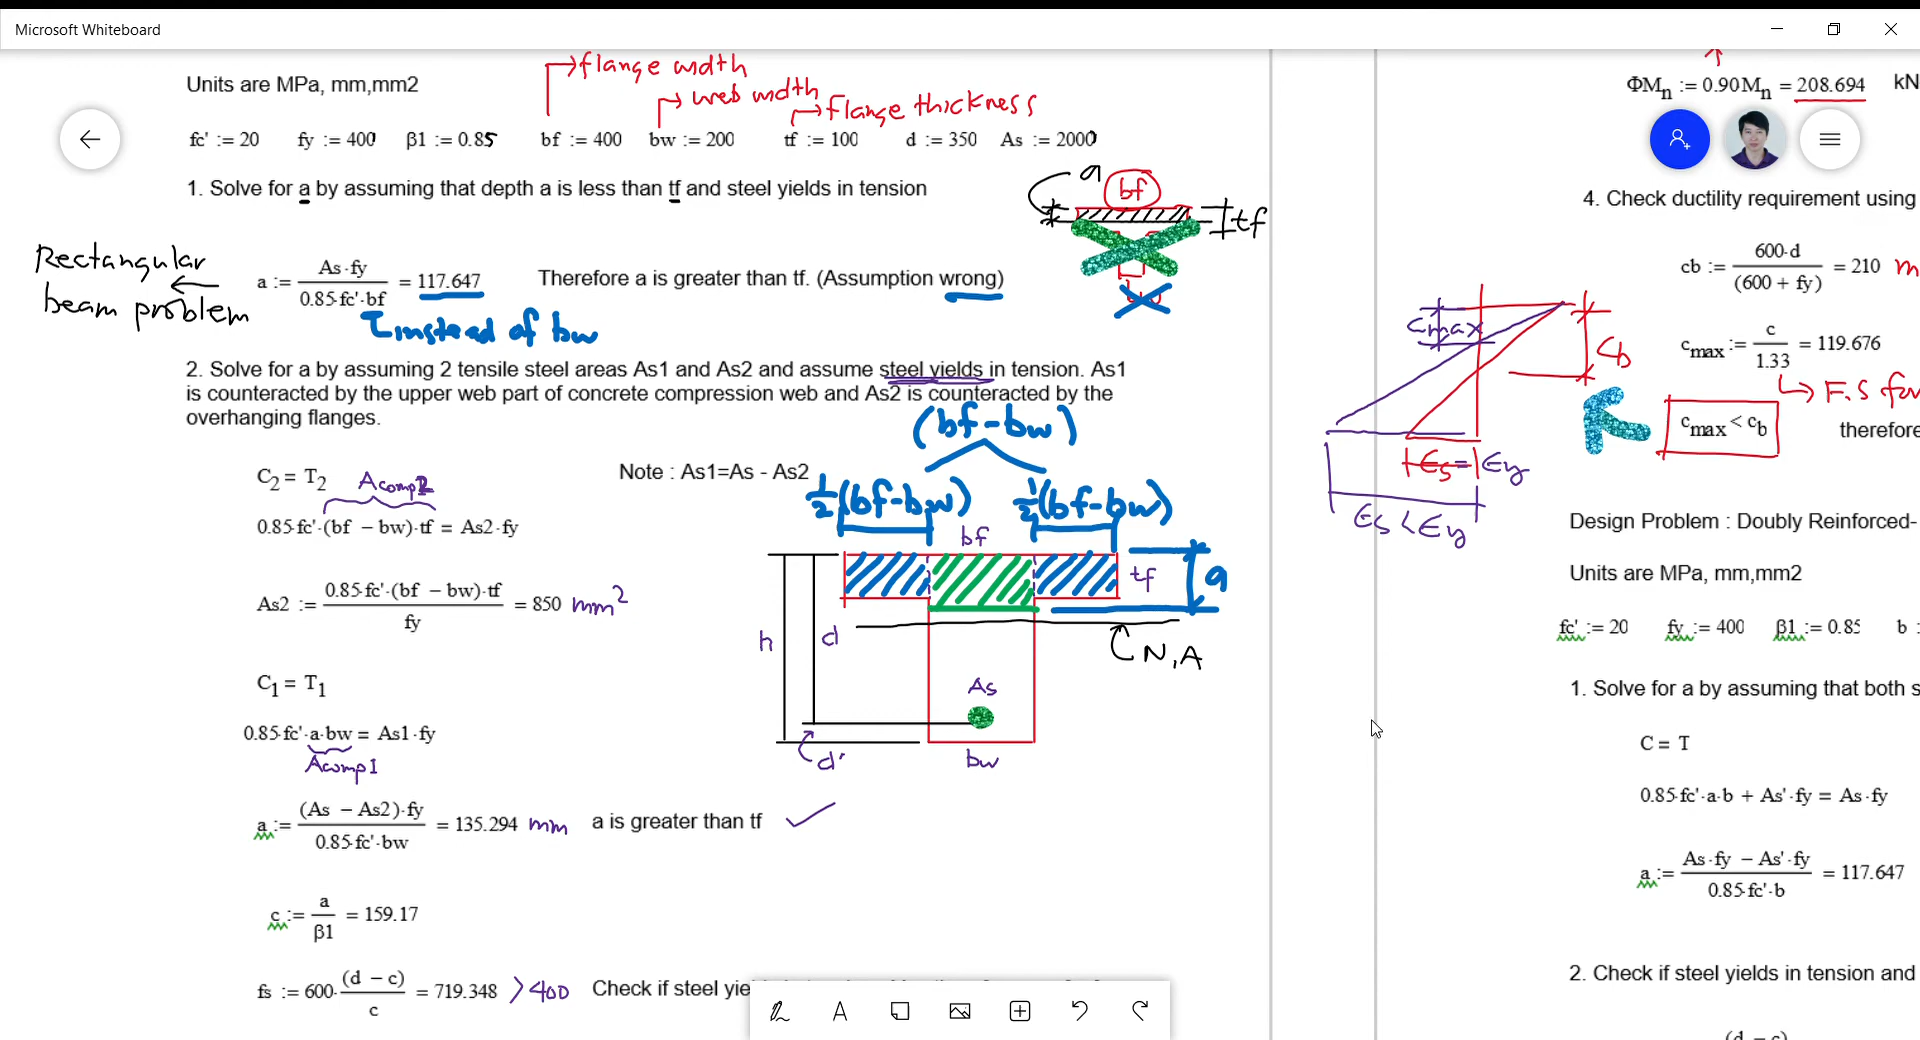 Microsoft Whiteboard
Units are MPa, mm,mm2
flange width
web width
flange thickness
fc' := 20 fy := 400 β1 := 0.85 bf := 400 bw := 200 tf := 100 d := 350 As := 2000
1. Solve for a by assuming that depth a is less than tf and steel yields in tension
a
bf
tf
Rectangular
beam problem
a := As·fy / 0.85·fc'·bf = 117.647 Therefore a is greater than tf. (Assumption wrong)
instead of bw
2. Solve for a by assuming 2 tensile steel areas As1 and As2 and assume steel yields in tension. As1
is counteracted by the upper web part of concrete compression web and As2 is counteracted by the
overhanging flanges.
(bf-bw)
C2 = T2
Acomp2
Note : As1=As - As2
½(bf-bw) ½(bf-bw)
0.85·fc'·(bf − bw)·tf = As2·fy
bf
tf
a
As2 := 0.85·fc'·(bf − bw)·tf / fy = 850 mm²
h
d
N.A
C1 = T1
As
0.85·fc'·a·bw = As1·fy
Acomp1
d'
bw
a := (As − As2)·fy / 0.85·fc'·bw = 135.294 mm a is greater than tf
c := a / β1 = 159.17
fs := 600·(d − c) / c = 719.348 >400 Check if steel
ΦMn := 0.90Mn = 208.694 kN
4. Check ductility requirement using
cb := 600·d / (600 + fy) = 210
cmax
Cb
cmax := c / 1.33 = 119.676
F.S for
cmax < cb therefore
Es = Ey
Es < Ey
Design Problem : Doubly Reinforced-
Units are MPa, mm,mm2
fc' := 20 fy := 400 β1 := 0.85 b :
1. Solve for a by assuming that both s
C = T
0.85·fc'·a·b + As'·fy = As·fy
a := As·fy − As'·fy / 0.85·fc'·b = 117.647
2. Check if steel yields in tension and
(d − c)